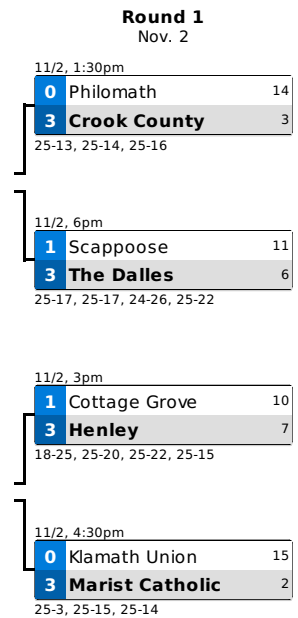 Round 1
Nov. 2
11/2, 1:30pm
0 Philomath 14
3 Crook County 3
25-13, 25-14, 25-16
11/2, 6pm
1 Scappoose 11
3 The Dalles 6
25-17, 25-17, 24-26, 25-22
11/2, 3pm
1 Cottage Grove 10
3 Henley 7
18-25, 25-20, 25-22, 25-15
11/2, 4:30pm
0 Klamath Union 15
3 Marist Catholic 2
25-3, 25-15, 25-14